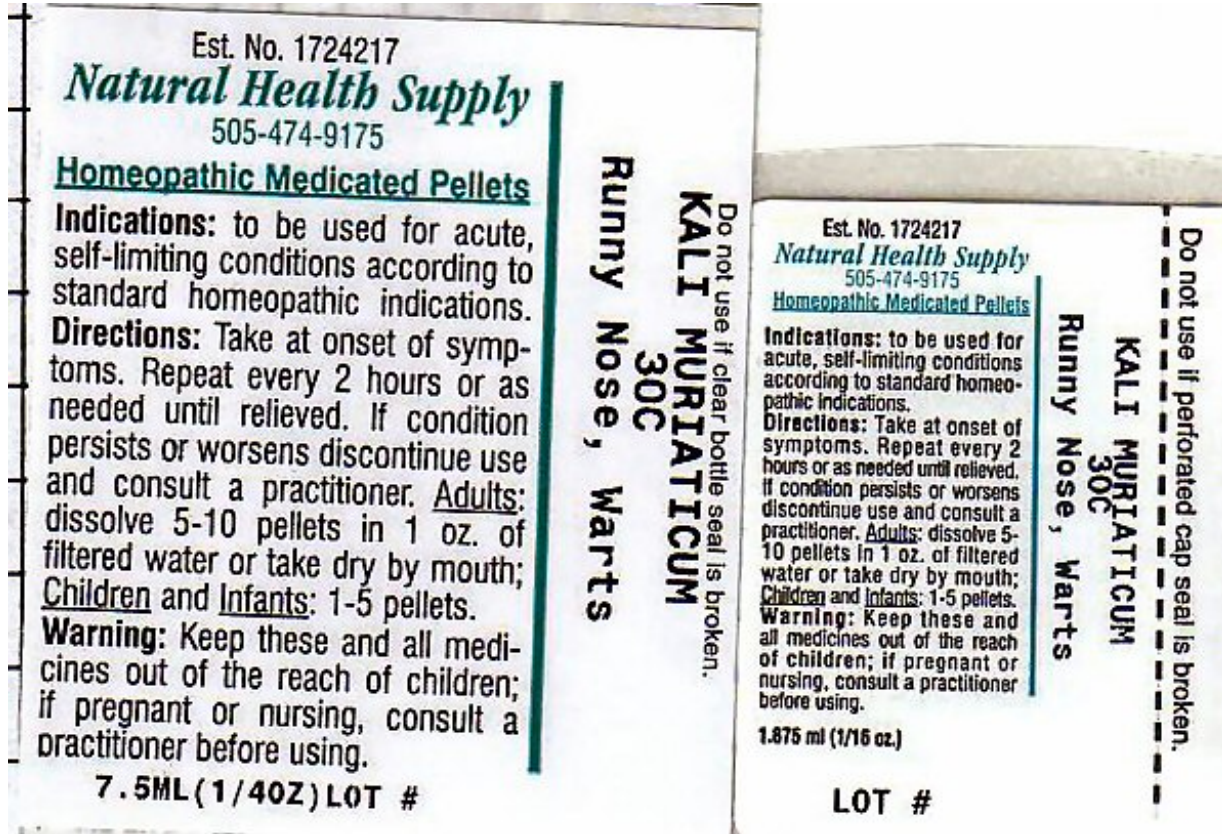 Est. No. 1724217
Natural Health Supply
505-474-9175
Homeopathic Medicated Pellets
Indications: to be used for acute,
self-limiting conditions according to
standard homeopathic indications.
Directions: Take at onset of symp-
toms. Repeat every 2 hours or as
needed until relieved. If condition
persists or worsens discontinue use
and consult a practitioner. Adults:
dissolve 5-10 pellets in 1 oz. of
filtered water or take dry by mouth;
Children and Infants: 1-5 pellets.
Warning: Keep these and all medi-
cines out of the reach of children;
if pregnant or nursing, consult a
practitioner before using.
7.5ML(1/4OZ)LOT #
Do not use if clear bottle seal is broken.
KALI MURIATICUM
30C
Runny Nose, Warts
Est. No. 1724217
Natural Health Supply
505-474-9175
Homeopathic Medicated Pellets
Indications: to be used for
acute, self-limiting conditions
according to standard homeo-
pathic indications.
Directions: Take at onset of
symptoms. Repeat every 2
hours or as needed until relieved.
If condition persists or worsens
discontinue use and consult a
practitioner. Adults: dissolve 5-
10 pellets in 1 oz. of filtered
water or take dry by mouth;
Children and Infants: 1-5 pellets.
Warning: Keep these and
all medicines out of the reach
of children; if pregnant or
nursing, consult a practitioner
before using.
1.875 ml (1/16 oz.)
LOT #
KALI MURIATICUM
30C
Runny Nose, Warts
Do not use if perforated cap seal is broken.